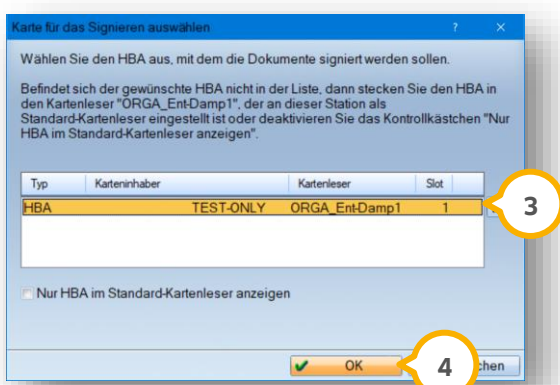 Karte für das Signieren auswählen ? ×
Wählen Sie den HBA aus, mit dem die Dokumente signiert werden sollen.
Befindet sich der gewünschte HBA nicht in der Liste, dann stecken Sie den HBA in
den Kartenleser "ORGA_Ent-Damp1", der an dieser Station als
Standard-Kartenleser eingestellt ist oder deaktivieren Sie das Kontrollkästchen "Nur
HBA im Standard-Kartenleser anzeigen".
Typ Karteninhaber Kartenleser Slot
HBA TEST-ONLY ORGA_Ent-Damp1 1
3
Nur HBA im Standard-Kartenleser anzeigen
OK
4